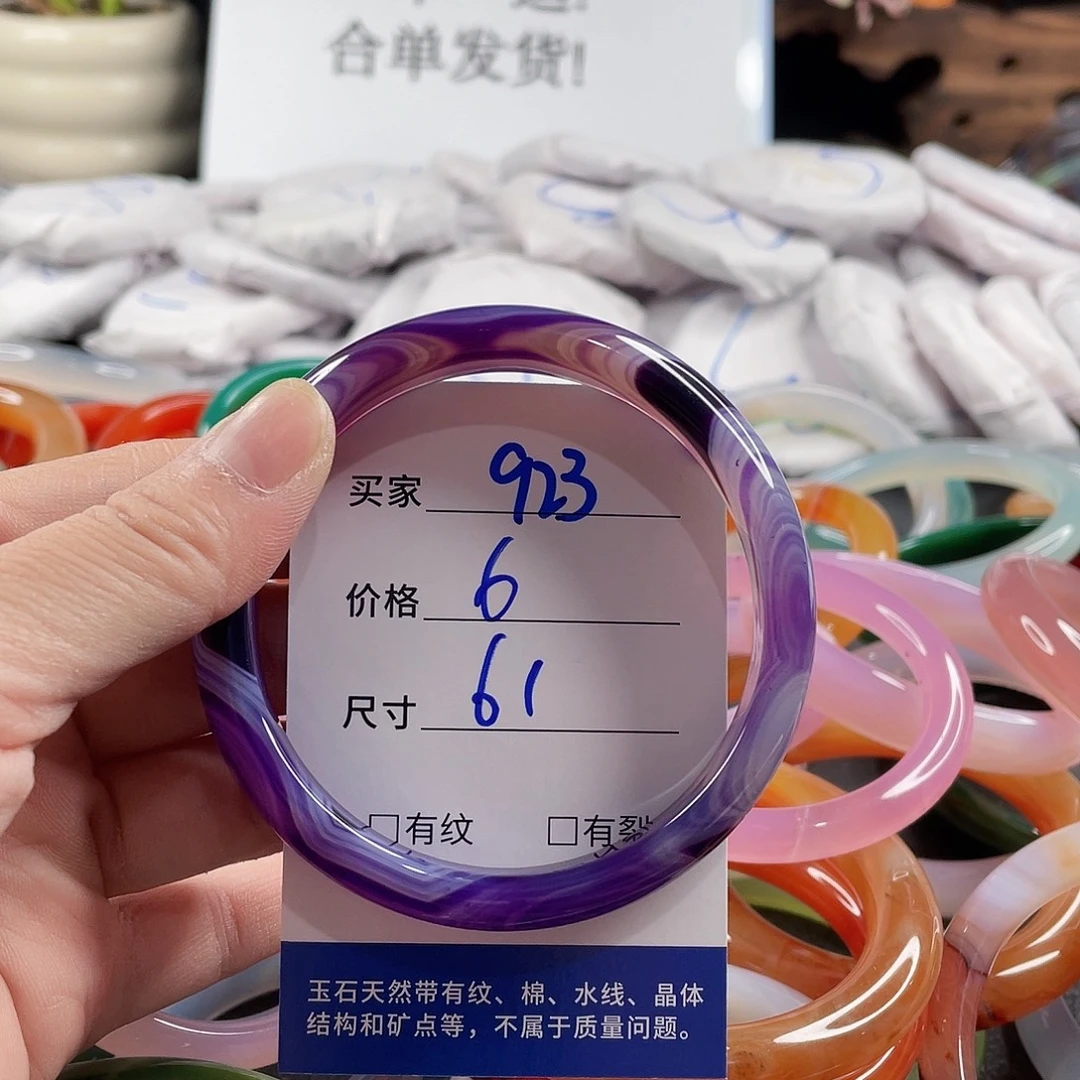 合单发货!
买家 923
价格 6
尺寸 61
□有纹 □有裂
玉石天然带有纹、棉、水线、晶体
结构和矿点等，不属于质量问题。